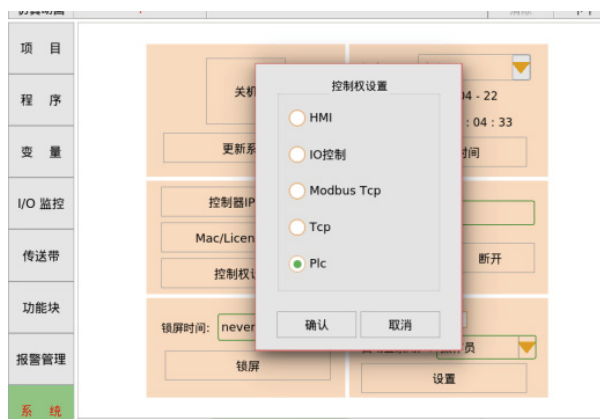 项 目
程 序
变 量
I/O 监控
传送带
功能块
报警管理
系 统
关机
更新系
控制器IP
Mac/Licen
控制权
锁屏时间: never
锁屏
04 - 22
: 04 : 33
时间
断开
设置
控制权设置
HMI
IO控制
Modbus Tcp
Tcp
Plc
确认
取消